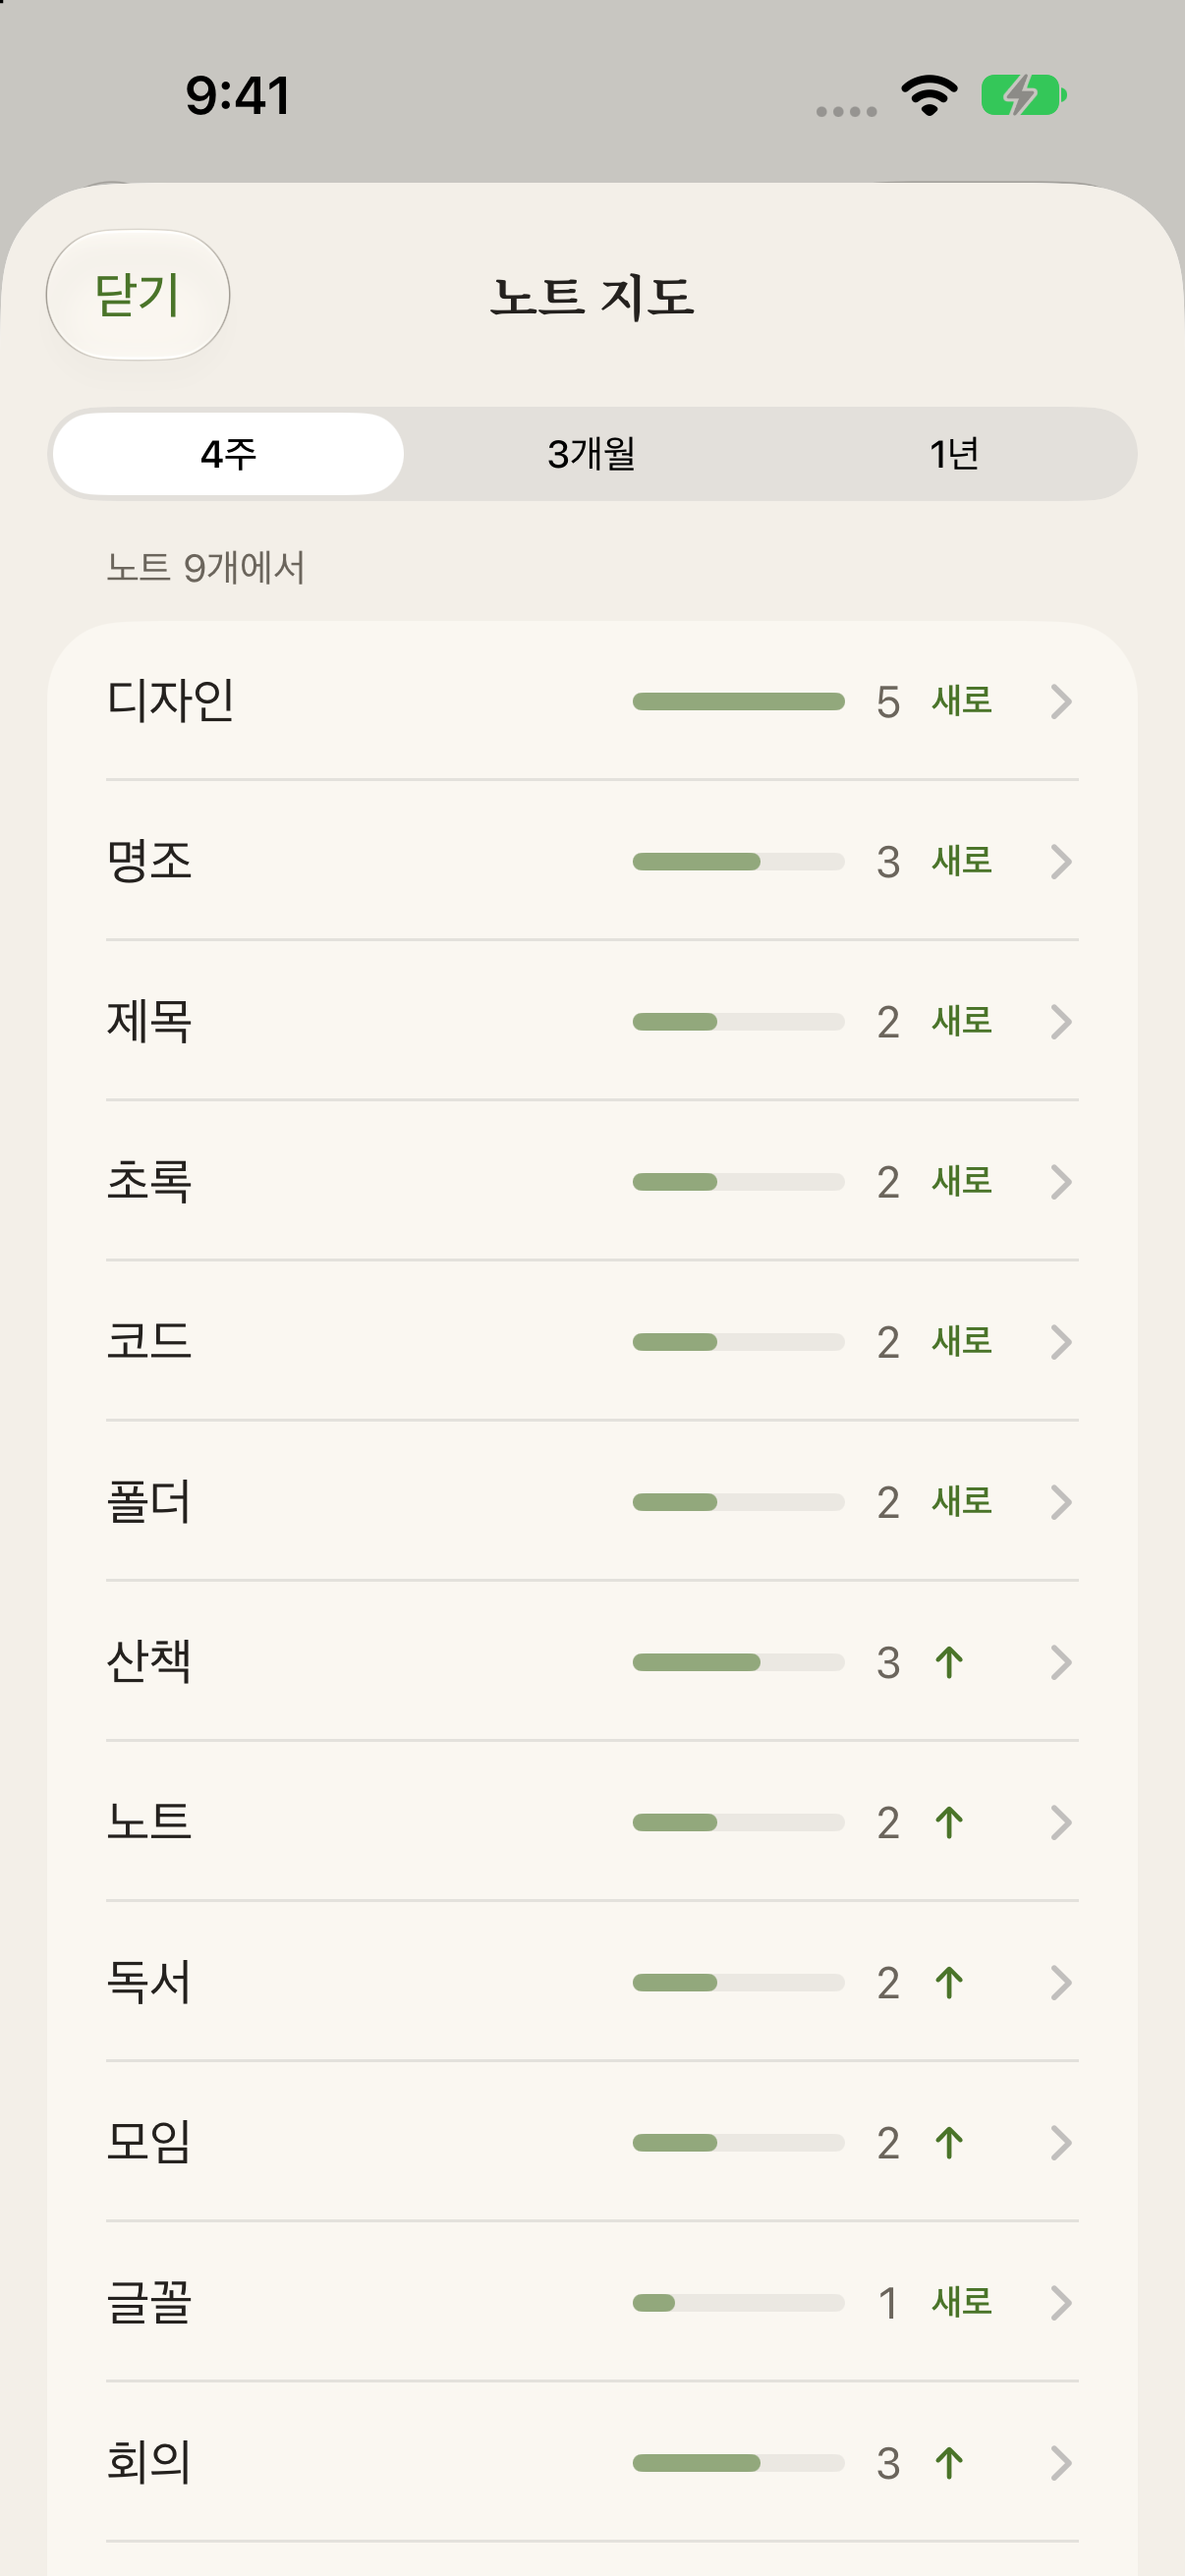 9:41
닫기
노트 지도
4주 3개월 1년
노트 9개에서
디자인 5 새로
명조 3 새로
제목 2 새로
초록 2 새로
코드 2 새로
폴더 2 새로
산책 3 ↑
노트 2 ↑
독서 2 ↑
모임 2 ↑
글꼴 1 새로
회의 3 ↑